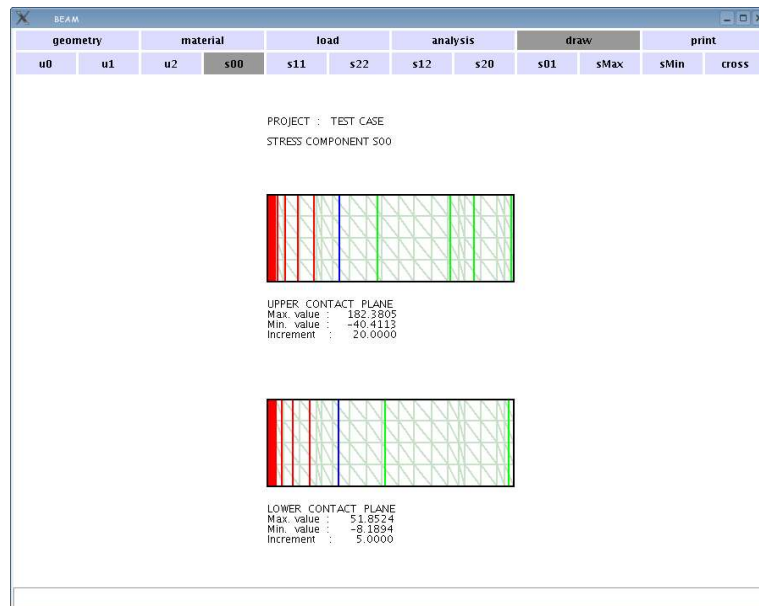 BEAM
geometry material load analysis draw print
u0 u1 u2 s00 s11 s22 s12 s20 s01 sMax sMin cross
PROJECT : TEST CASE
STRESS COMPONENT S00
UPPER CONTACT PLANE
Max. value : 182.3805
Min. value : -40.4113
Increment : 20.0000
LOWER CONTACT PLANE
Max. value : 51.8524
Min. value : -8.1894
Increment : 5.0000